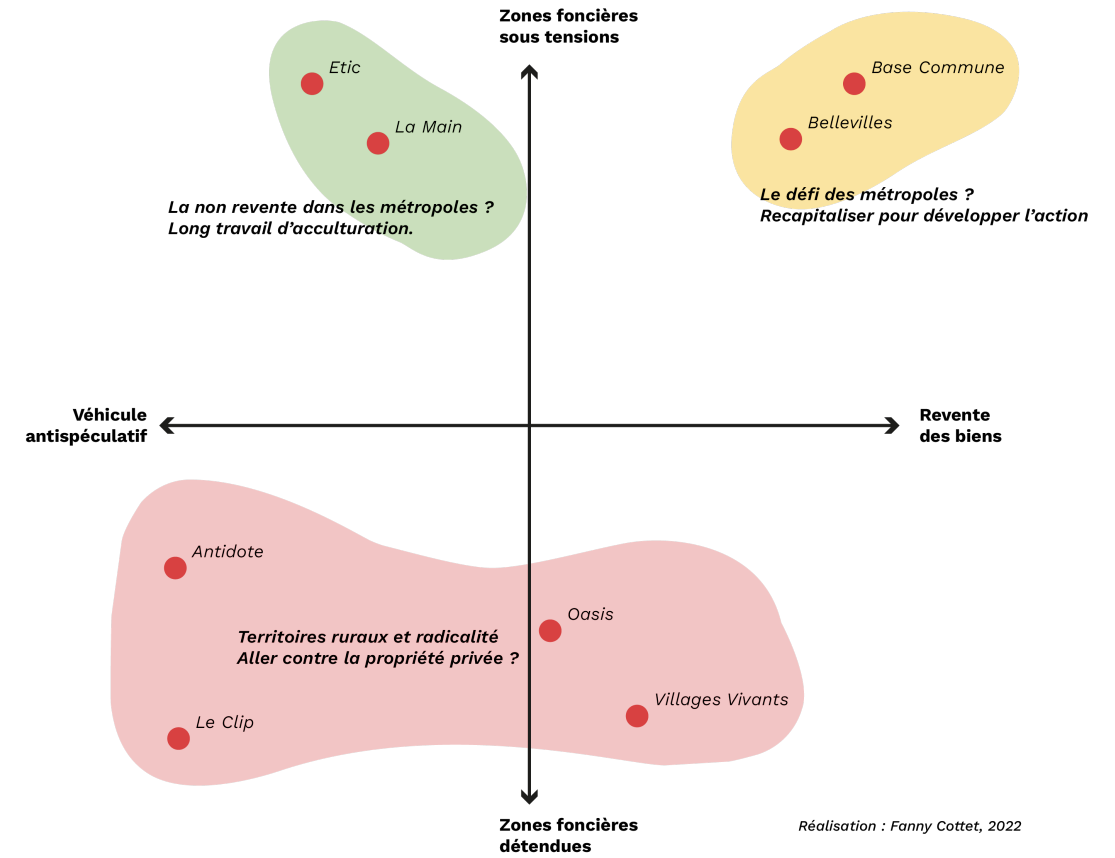 Zones foncières
sous tensions
Etic
Base Commune
La Main
Bellevilles
La non revente dans les métropoles ?
Long travail d’acculturation.
Le défi des métropoles ?
Recapitaliser pour développer l’action
Véhicule
antispéculatif
Revente
des biens
Antidote
Oasis
Territoires ruraux et radicalité
Aller contre la propriété privée ?
Villages Vivants
Le Clip
Zones foncières
détendues
Réalisation : Fanny Cottet, 2022